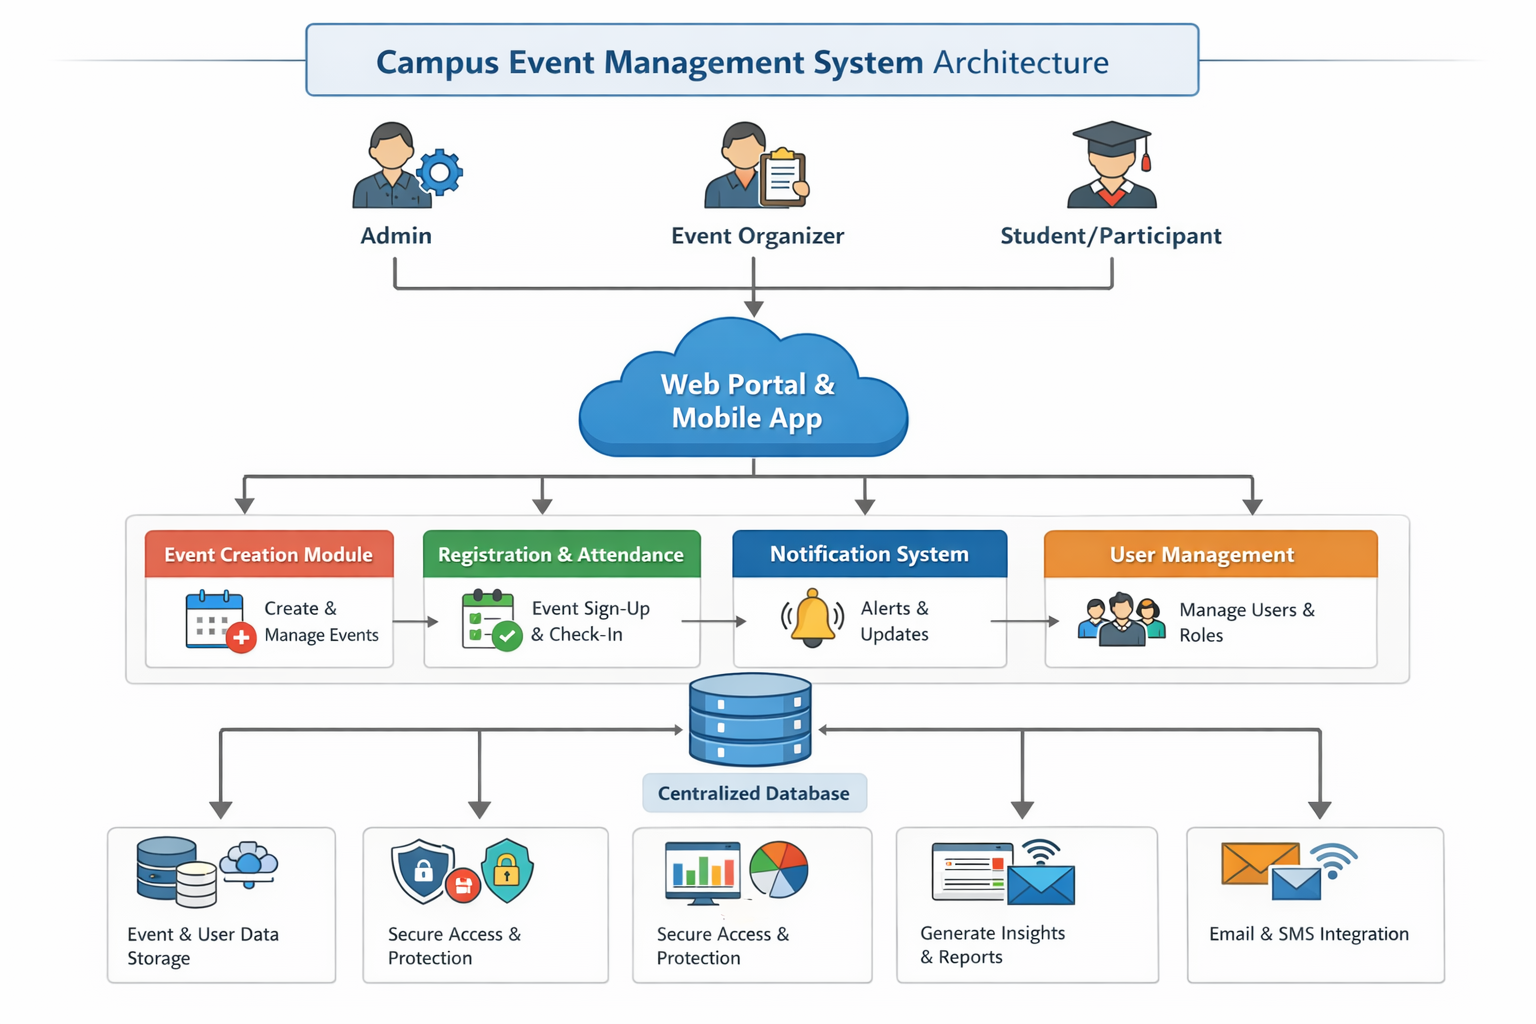 Campus Event Management System Architecture
Admin
Event Organizer
Student/Participant
Web Portal &
Mobile App
Event Creation Module
Create &
Manage Events
Registration & Attendance
Event Sign-Up
& Check-In
Notification System
Alerts &
Updates
User Management
Manage Users &
Roles
Centralized Database
Event & User Data
Storage
Secure Access &
Protection
Secure Access &
Protection
Generate Insights
& Reports
Email & SMS Integration